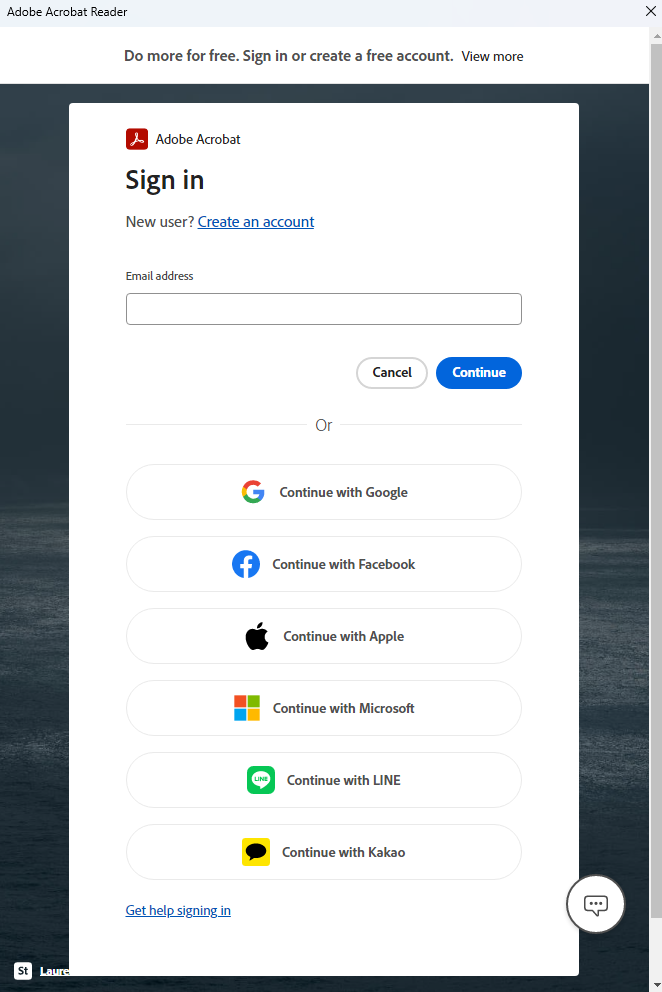 Adobe Acrobat Reader
Do more for free. Sign in or create a free account. View more
Adobe Acrobat
Sign in
New user? Create an account
Email address
Cancel Continue
Or
Continue with Google
Continue with Facebook
Continue with Apple
Continue with Microsoft
LINE Continue with LINE
Continue with Kakao
Get help signing in
St Laure